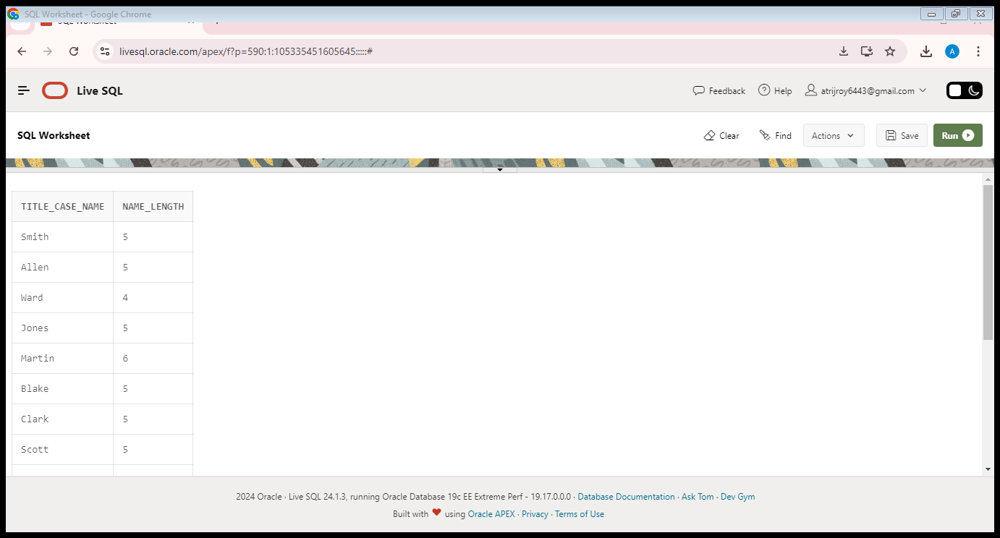 SQL Worksheet - Google Chrome
SQL Worksheet
livesql.oracle.com/apex/f?p=590:1:105335451605645:::::#
A
Live SQL
Feedback
Help
atrijroy6443@gmail.com
SQL Worksheet
Clear
Find
Actions
Save
Run
TITLE_CASE_NAME NAME_LENGTH
Smith 5
Allen 5
Ward 4
Jones 5
Martin 6
Blake 5
Clark 5
Scott 5
2024 Oracle · Live SQL 24.1.3, running Oracle Database 19c EE Extreme Perf - 19.17.0.0.0 · Database Documentation · Ask Tom · Dev Gym
Built with ❤ using Oracle APEX · Privacy · Terms of Use